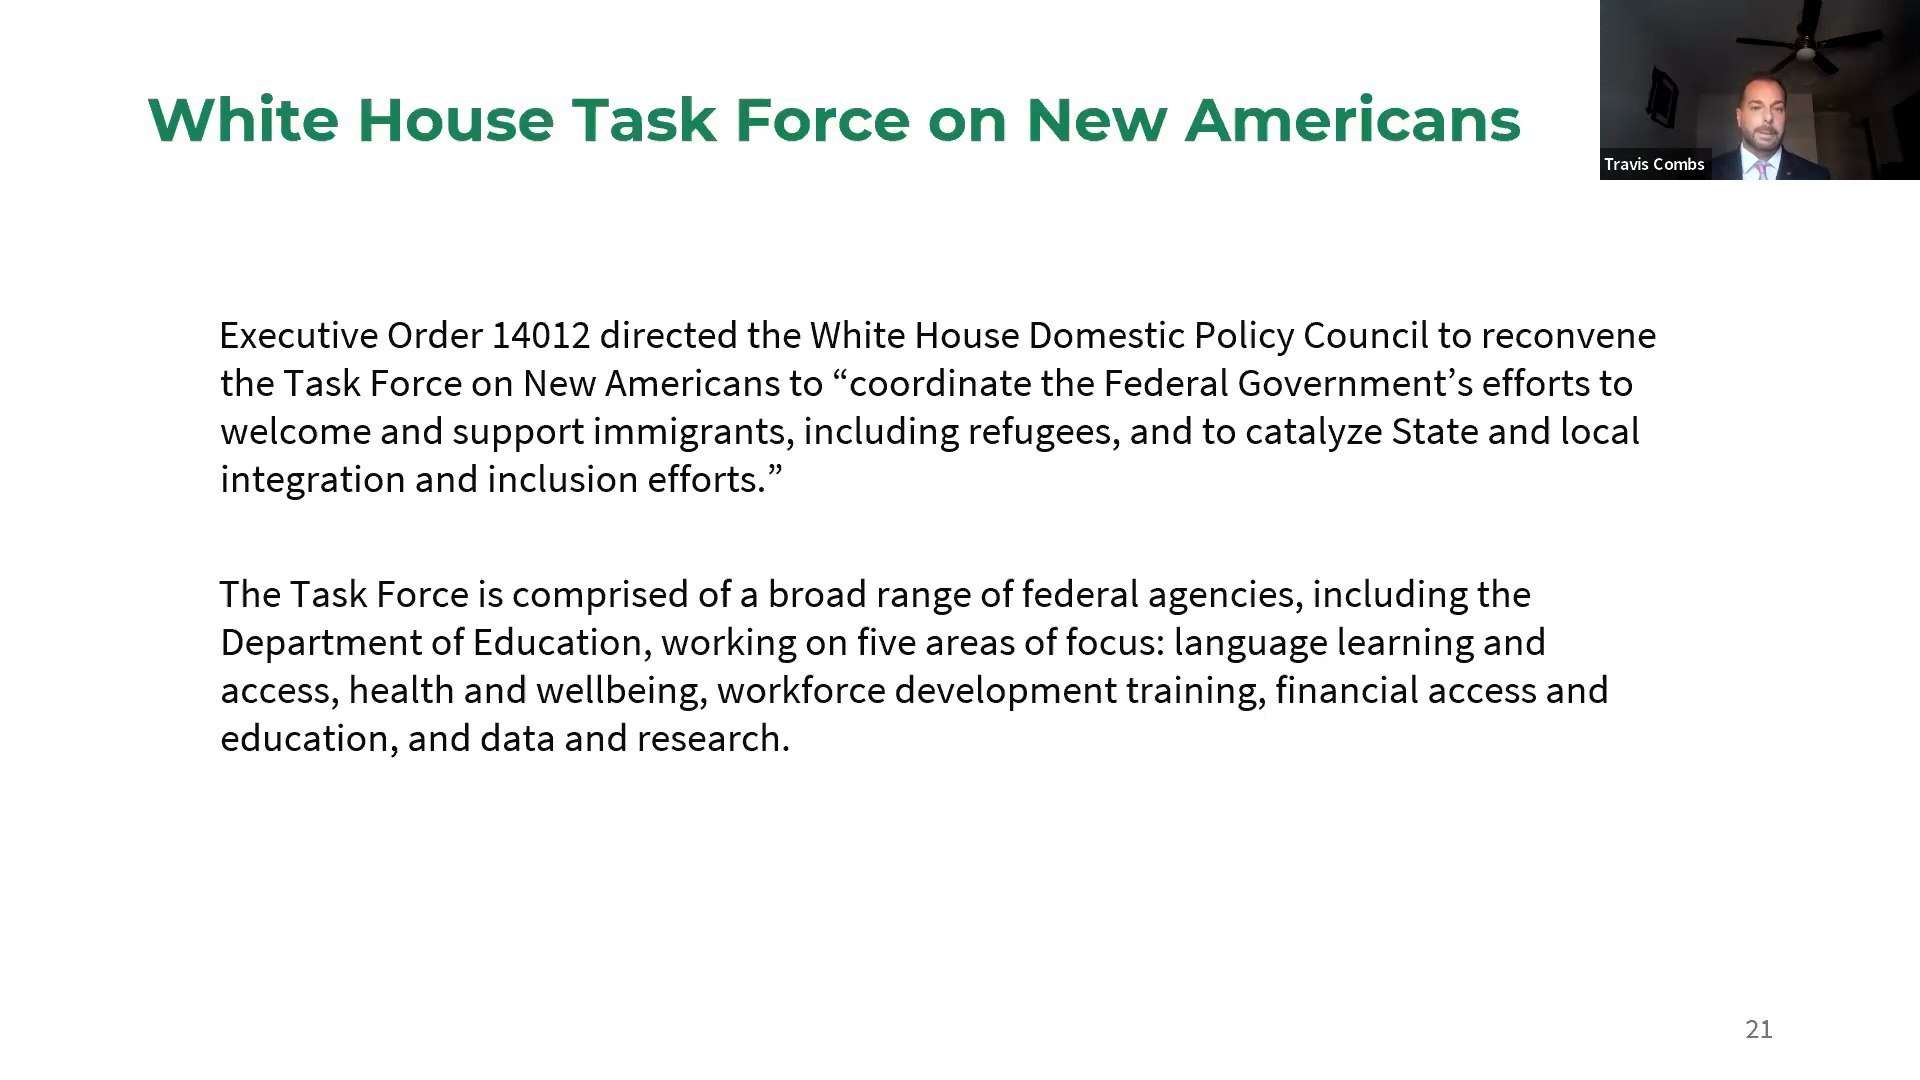 White House Task Force on New Americans
Travis Combs
Executive Order 14012 directed the White House Domestic Policy Council to reconvene
the Task Force on New Americans to “coordinate the Federal Government’s efforts to
welcome and support immigrants, including refugees, and to catalyze State and local
integration and inclusion efforts.”
The Task Force is comprised of a broad range of federal agencies, including the
Department of Education, working on five areas of focus: language learning and
access, health and wellbeing, workforce development training, financial access and
education, and data and research.
21